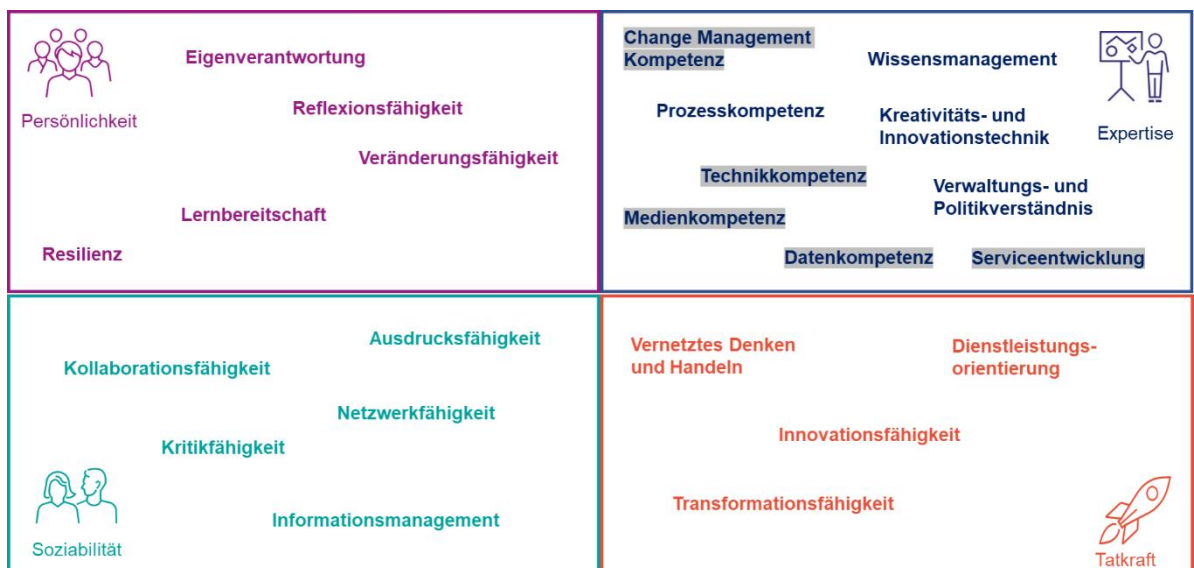 Persönlichkeit
Eigenverantwortung
Reflexionsfähigkeit
Veränderungsfähigkeit
Lernbereitschaft
Resilienz
Change Management
Kompetenz
Wissensmanagement
Prozesskompetenz
Kreativitäts- und
Innovationstechnik
Expertise
Technikkompetenz
Verwaltungs- und
Politikverständnis
Medienkompetenz
Datenkompetenz
Serviceentwicklung
Ausdrucksfähigkeit
Kollaborationsfähigkeit
Netzwerkfähigkeit
Kritikfähigkeit
Informationsmanagement
Soziabilität
Vernetztes Denken
und Handeln
Dienstleistungs-
orientierung
Innovationsfähigkeit
Transformationsfähigkeit
Tatkraft